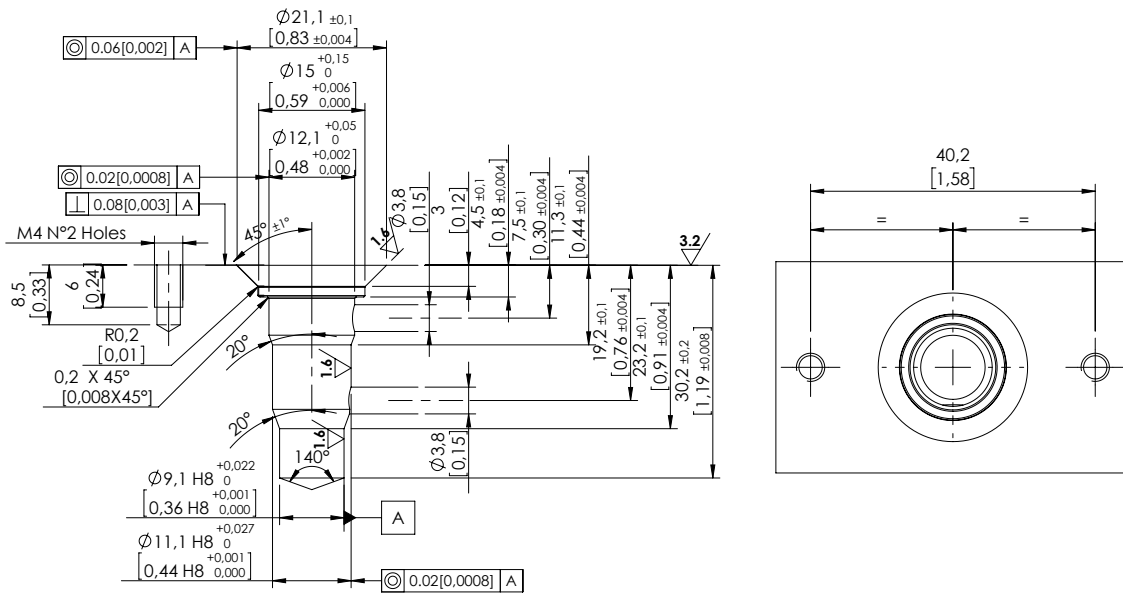 ∅21,1 ±0,1
[0,83 ±0,004]
◎ 0.06[0,002] A
∅15 +0,15 0
[0,59 +0,006 0,000]
∅12,1 +0,05 0
[0,48 +0,002 0,000]
◎ 0.02[0,0008] A
⊥ 0.08[0,003] A
45° ±1°
1.6
M4 N°2 Holes
∅3,8
[0,15]
3
[0,12]
4,5 ±0,1
[0,18 ±0,004]
7,5 ±0,1
[0,30 ±0,004]
11,3 ±0,1
[0,44 ±0,004]
3.2
40,2
[1,58]
=
=
8,5
[0,33]
6
[0,24]
R0,2
[0,01]
0,2 X 45°
[0,008X45°]
20°
1.6
20°
1.6
140°
19,2 ±0,1
[0,76 ±0,004]
23,2 ±0,1
[0,91 ±0,004]
30,2 ±0,2
[1,19 ±0,008]
∅3,8
[0,15]
∅9,1 H8 +0,022 0
[0,36 H8 +0,001 0,000]
A
∅11,1 H8 +0,027 0
[0,44 H8 +0,001 0,000]
◎ 0.02[0,0008] A